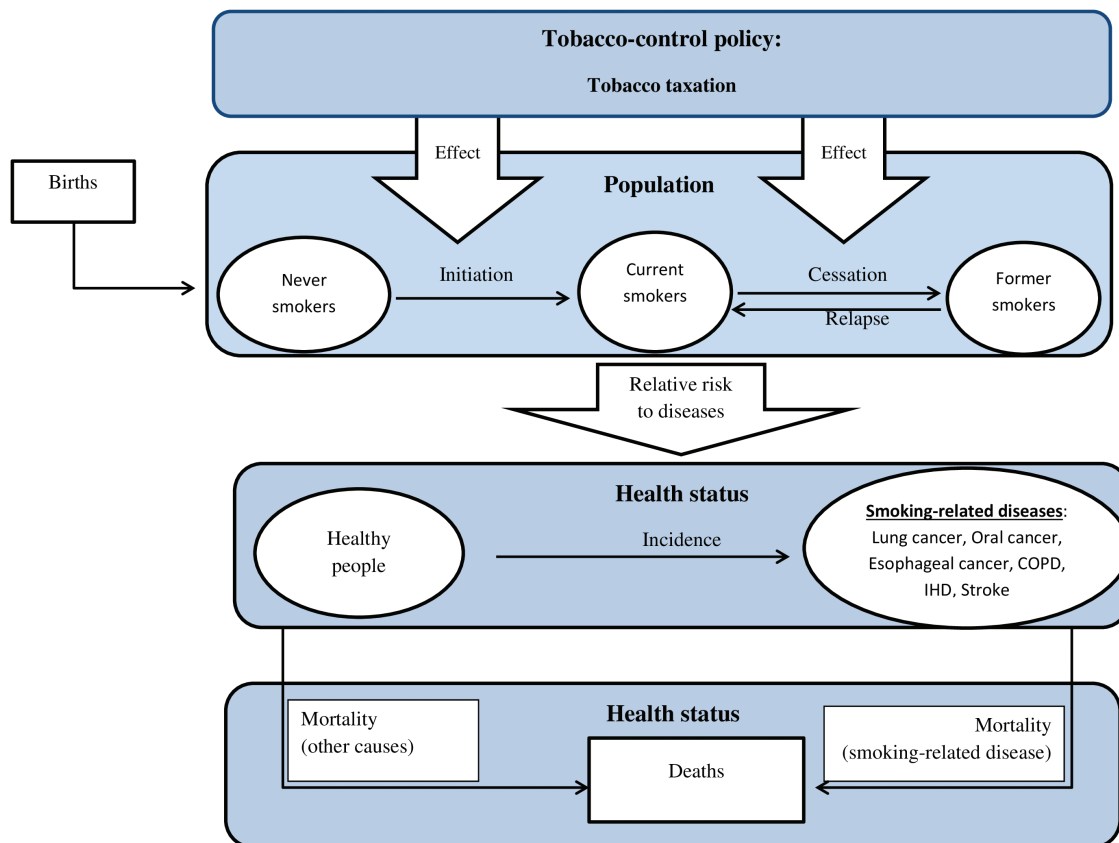 Tobacco-control policy:
Tobacco taxation
Effect
Effect
Births
Population
Never
smokers
Initiation
Current
smokers
Cessation
Relapse
Former
smokers
Relative risk
to diseases
Health status
Healthy
people
Incidence
Smoking-related diseases:
Lung cancer, Oral cancer,
Esophageal cancer, COPD,
IHD, Stroke
Health status
Mortality
(other causes)
Deaths
Mortality
(smoking-related disease)